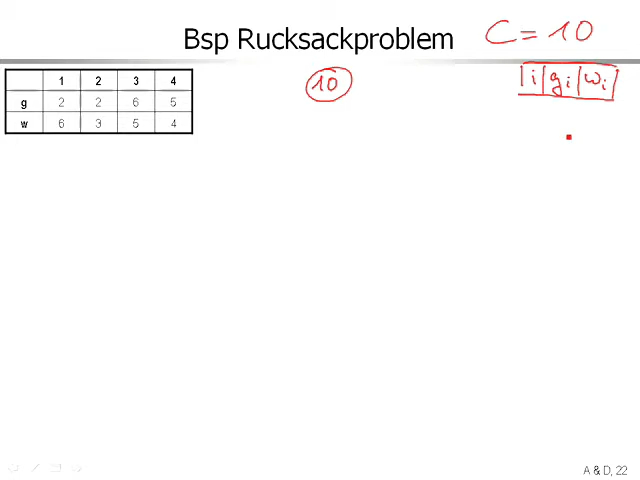 Bsp Rucksackproblem
C = 10
1 2 3 4
g 2 2 6 5
w 6 3 5 4
10
|i|gi|wi|
A & D, 22